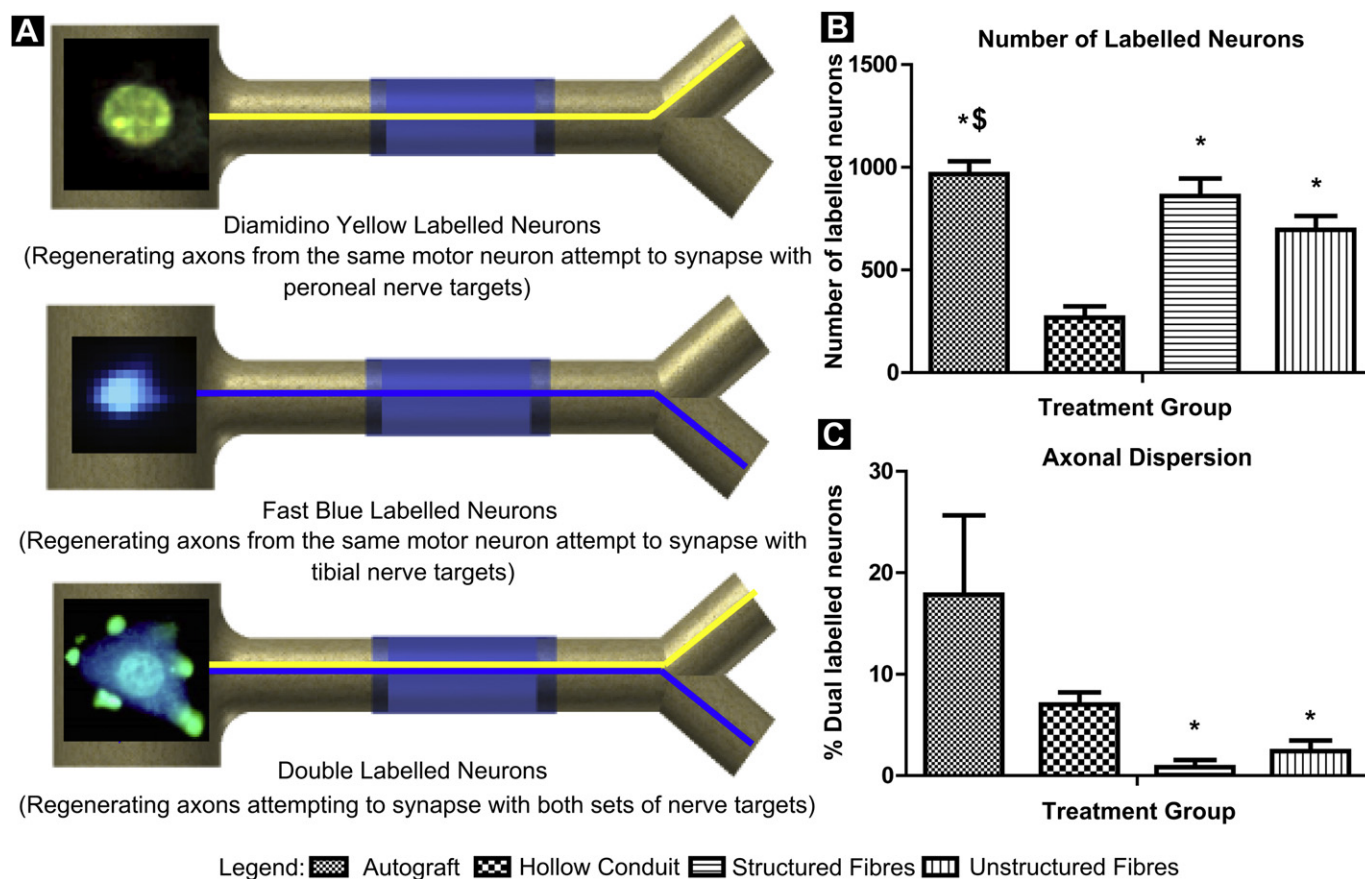 A
Diamidino Yellow Labelled Neurons
(Regenerating axons from the same motor neuron attempt to synapse with
peroneal nerve targets)
Fast Blue Labelled Neurons
(Regenerating axons from the same motor neuron attempt to synapse with
tibial nerve targets)
Double Labelled Neurons
(Regenerating axons attempting to synapse with both sets of nerve targets)
B
Number of Labelled Neurons
Number of labelled neurons
1500
1000
500
0
*$
*
*
Treatment Group
C
Axonal Dispersion
% Dual labelled neurons
30
20
10
0
*
*
Treatment Group
Legend: Autograft Hollow Conduit Structured Fibres Unstructured Fibres